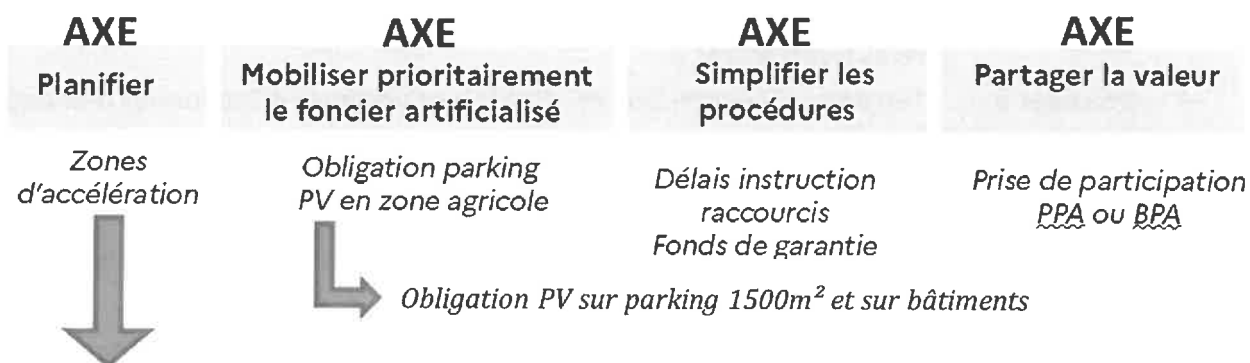 AXE
Planifier
Zones
d'accélération
AXE
Mobiliser prioritairement
le foncier artificialisé
Obligation parking
PV en zone agricole
AXE
Simplifier les
procédures
Délais instruction
raccourcis
Fonds de garantie
AXE
Partager la valeur
Prise de participation
PPA ou BPA
Obligation PV sur parking 1500m² et sur bâtiments